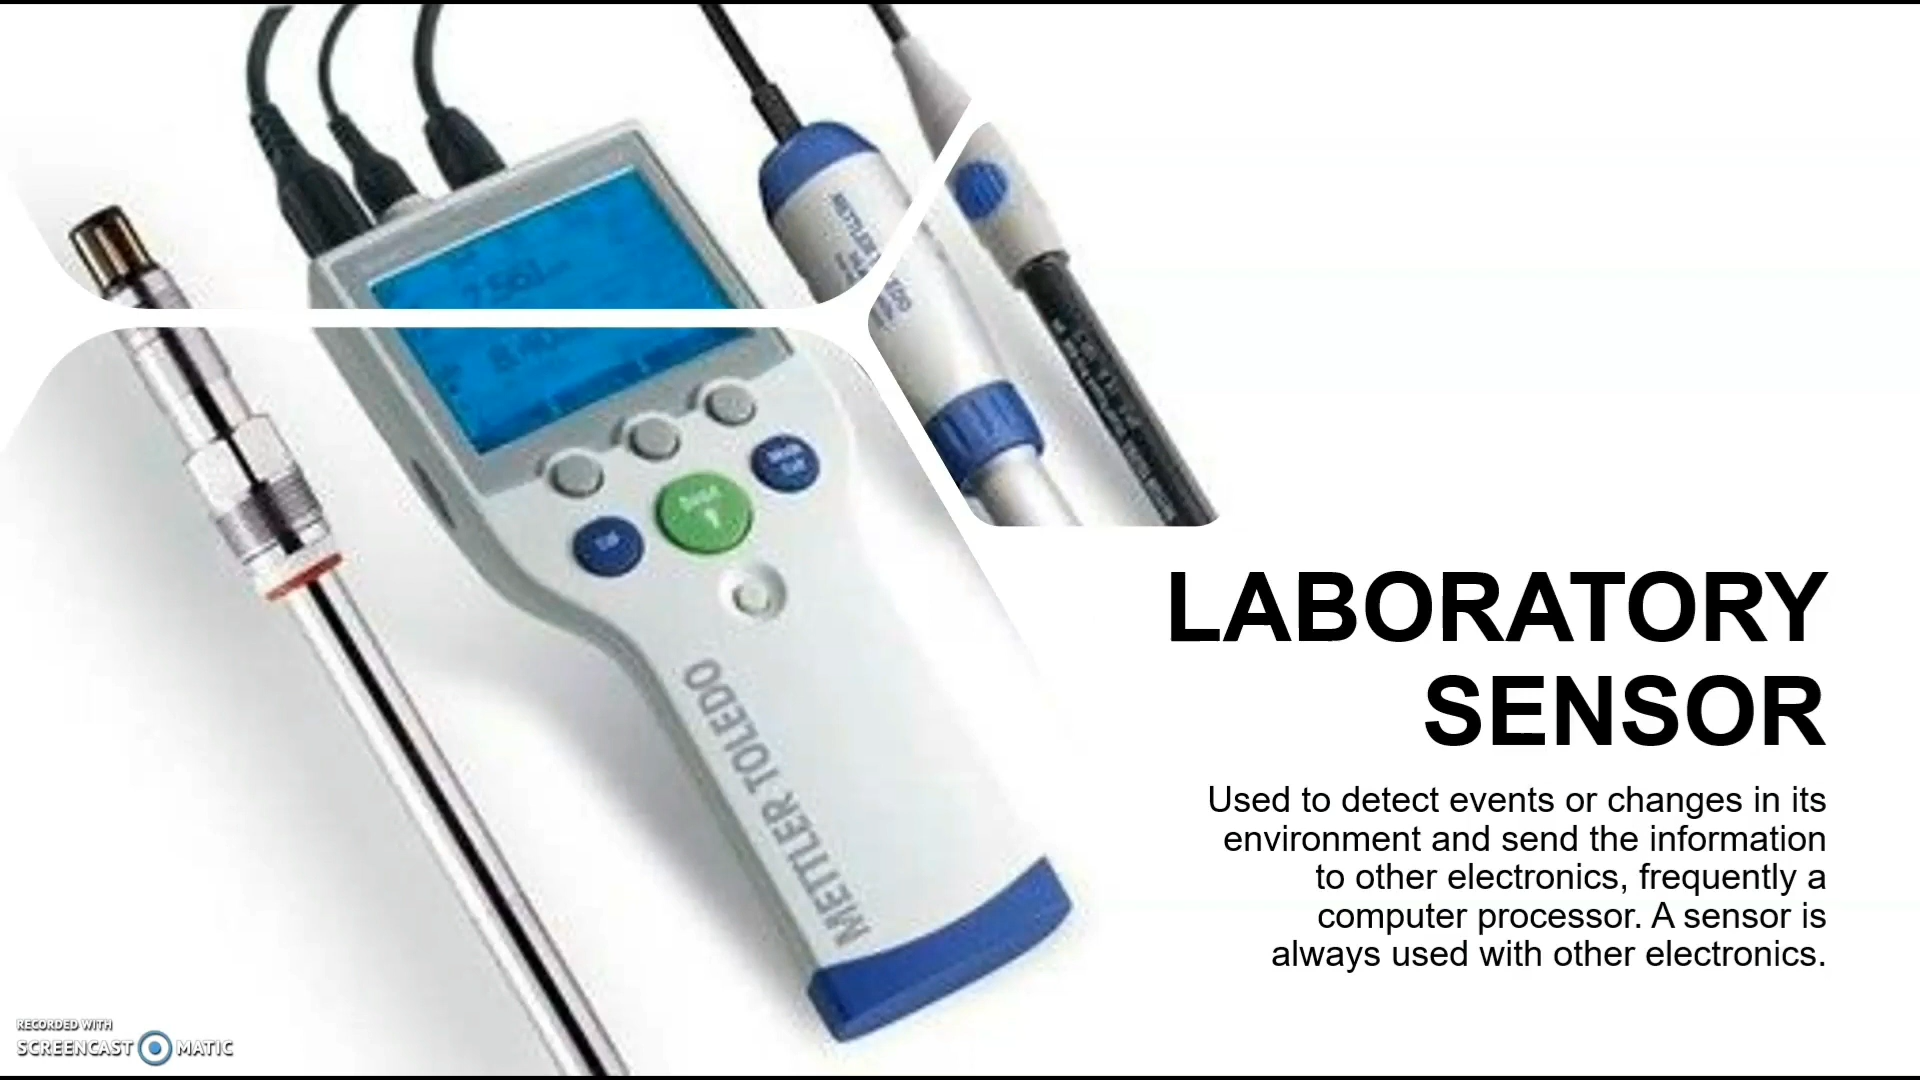 LABORATORY
SENSOR
Used to detect events or changes in its
environment and send the information
to other electronics, frequently a
computer processor. A sensor is
always used with other electronics.
METTLER TOLEDO
RECORDED WITH
SCREENCAST MATIC